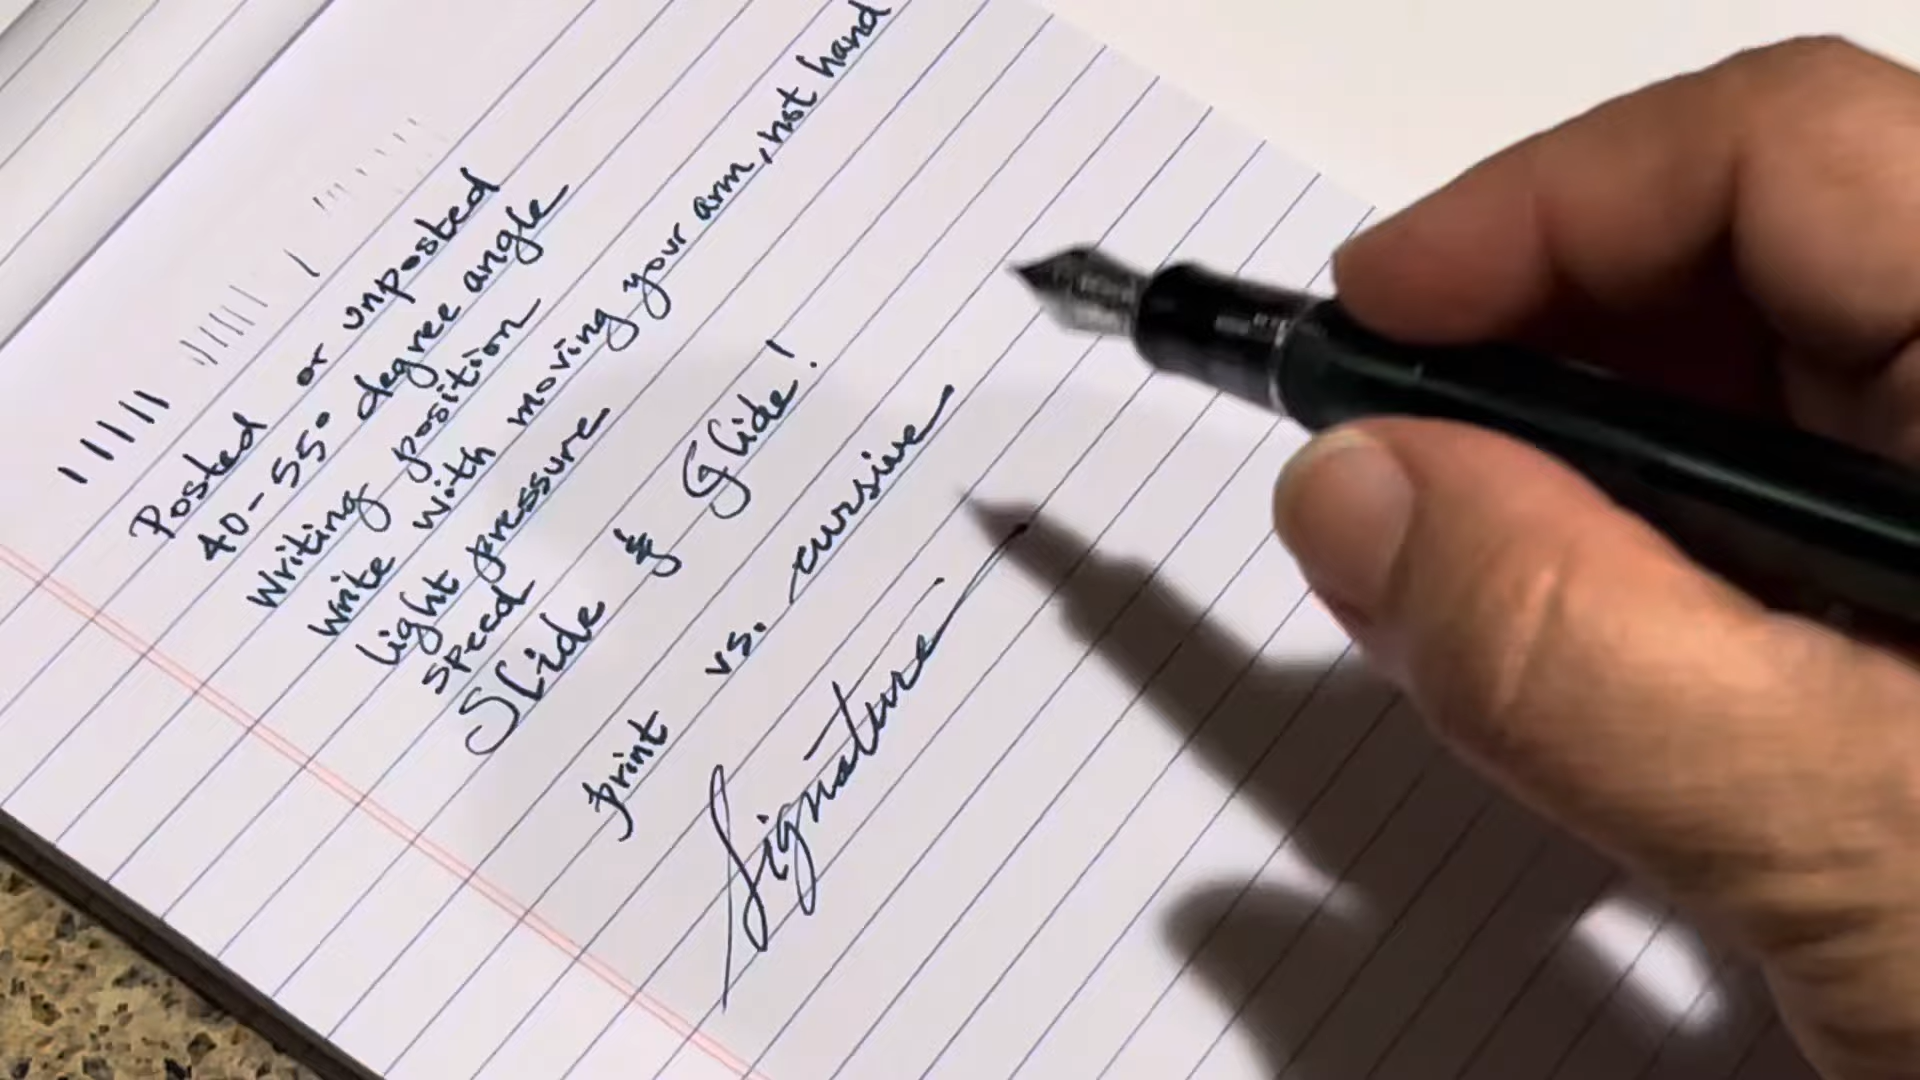 Posted or unposted
40-55° degree angle
Writing position
write with moving your arm, not hand
Light pressure
speed
Slide & Glide!
print vs. cursive
Signature